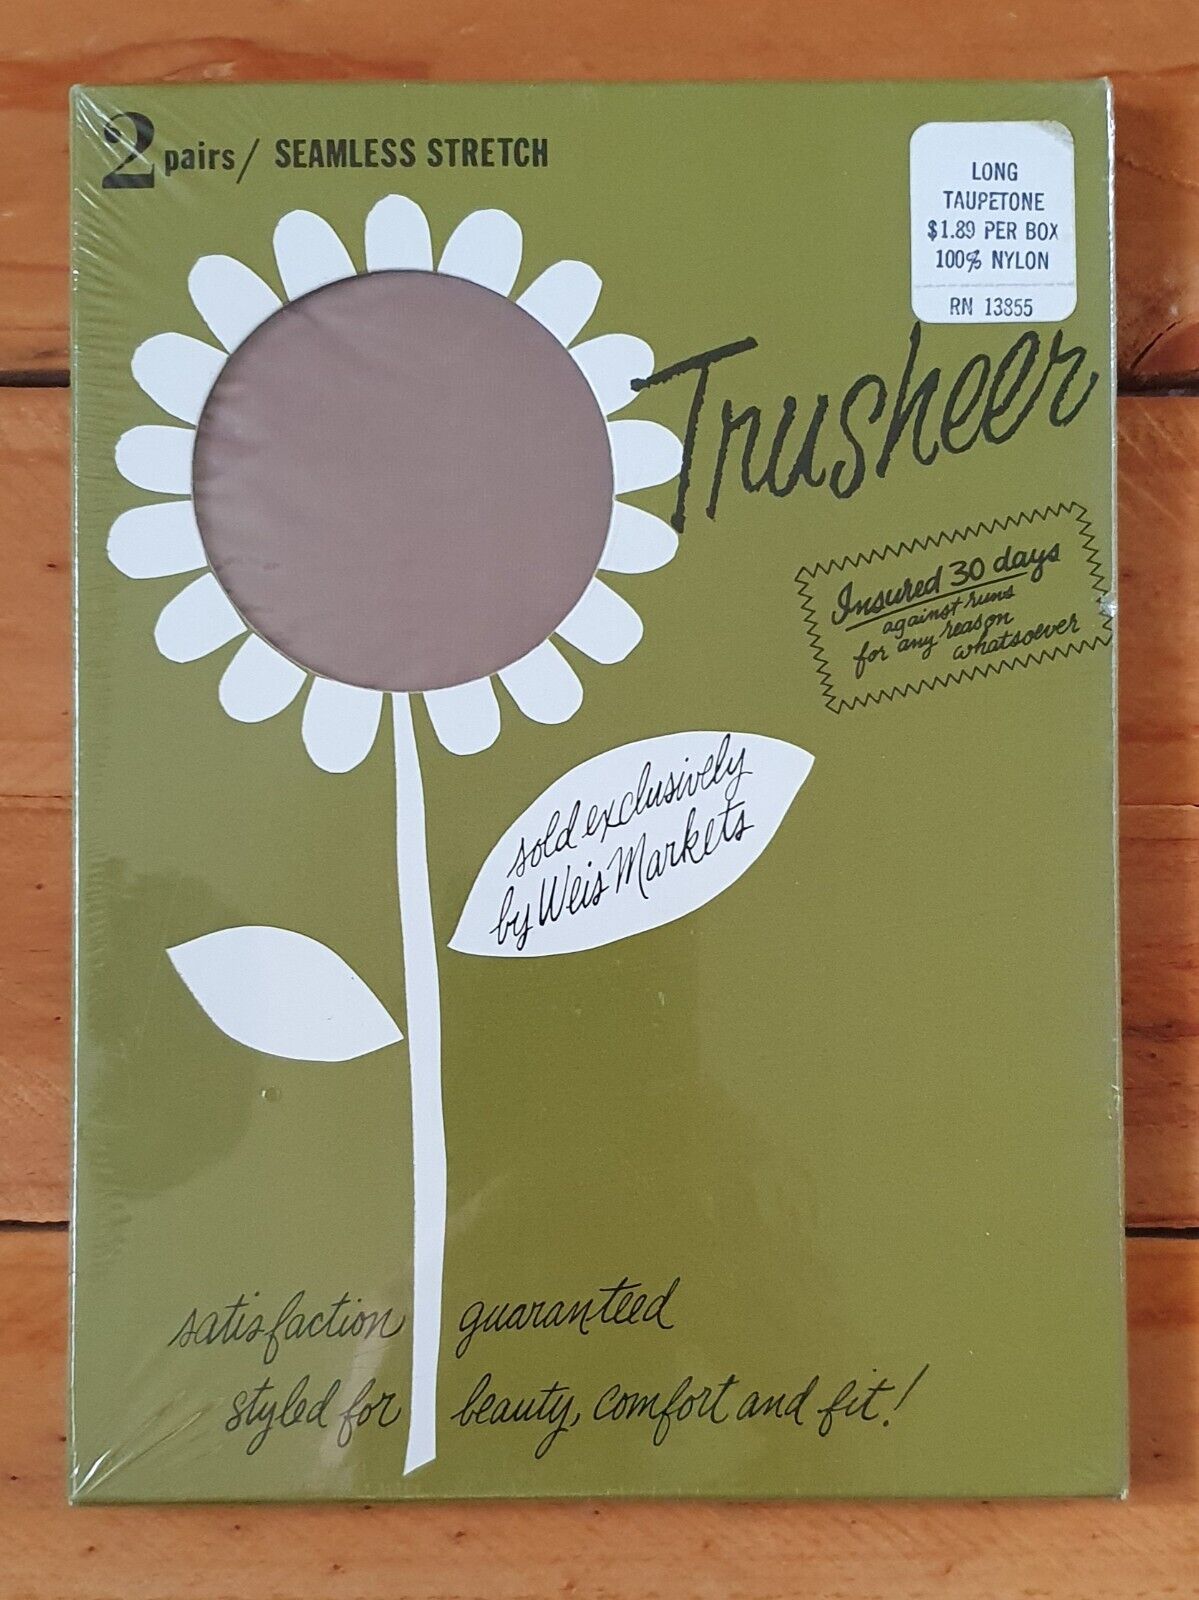 2 pairs/ SEAMLESS STRETCH
LONG
TAUPETONE
$1.89 PER BOX
100% NYLON
RN 13855
Trusheer
Insured 30 days
against runs
for any reason
whatsoever
sold exclusively
by Weis Markets
satisfaction guaranteed
styled for beauty, comfort and fit!